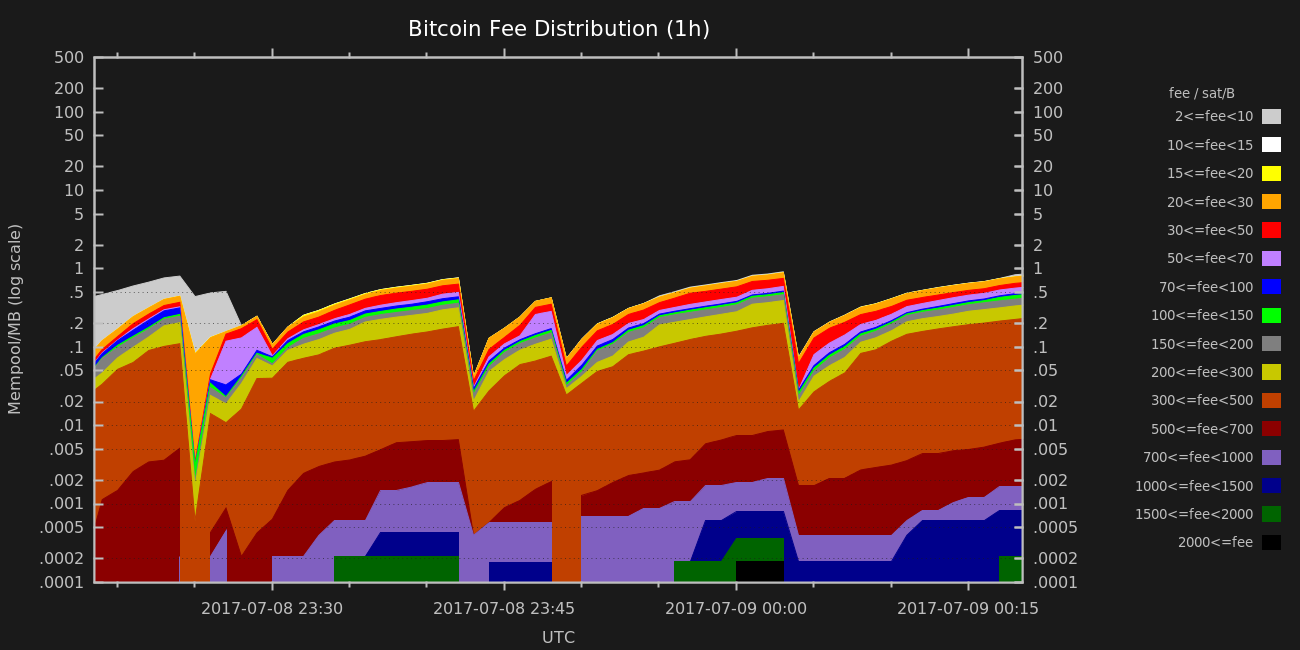 Bitcoin Fee Distribution (1h)
Mempool/MB (log scale)
500
200
100
50
20
10
5
2
1
.5
.2
.1
.05
.02
.01
.005
.002
.001
.0005
.0002
.0001
500
200
100
50
20
10
5
2
1
.5
.2
.1
.05
.02
.01
.005
.002
.001
.0005
.0002
.0001
2017-07-08 23:30 2017-07-08 23:45 2017-07-09 00:00 2017-07-09 00:15
UTC
fee / sat/B
2<=fee<10
10<=fee<15
15<=fee<20
20<=fee<30
30<=fee<50
50<=fee<70
70<=fee<100
100<=fee<150
150<=fee<200
200<=fee<300
300<=fee<500
500<=fee<700
700<=fee<1000
1000<=fee<1500
1500<=fee<2000
2000<=fee